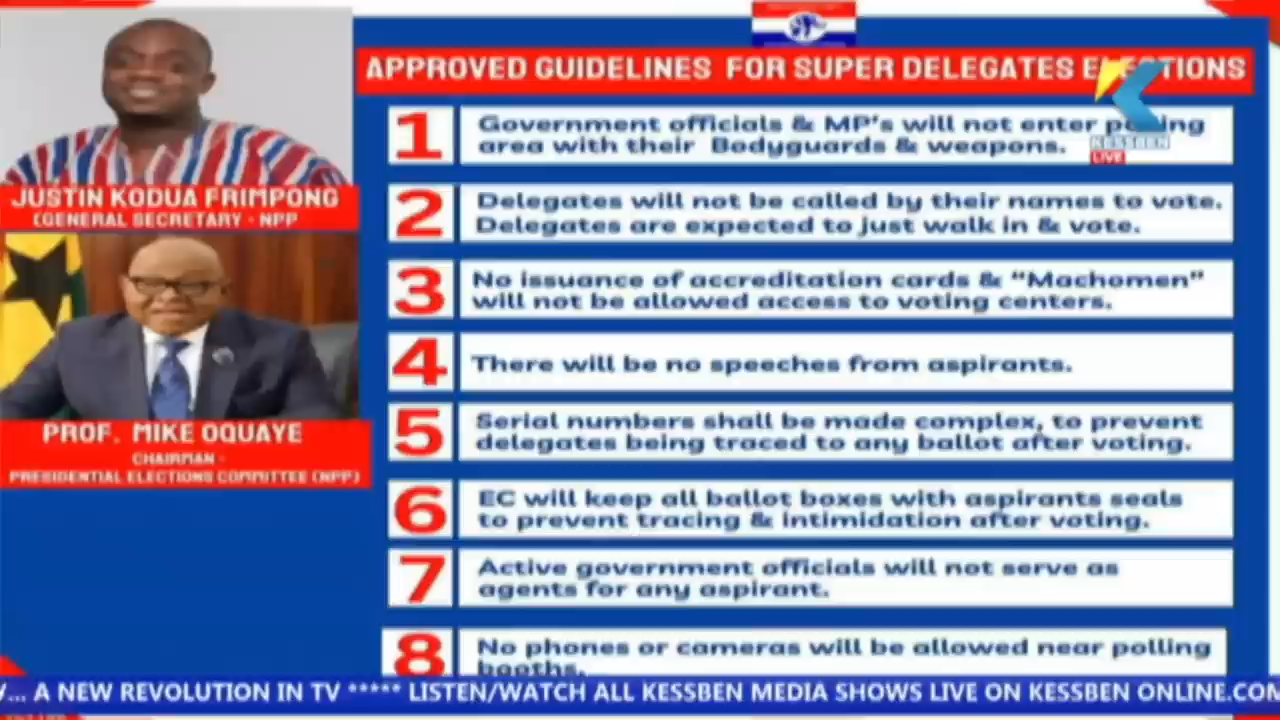 APPROVED GUIDELINES FOR SUPER DELEGATES ELECTIONS
1
Government officials & MP's will not enter polling
area with their Bodyguards & weapons.
KESSBEN
LIVE
JUSTIN KODUA FRIMPONG
(GENERAL SECRETARY - NPP
2
Delegates will not be called by their names to vote.
Delegates are expected to just walk in & vote.
3
No issuance of accreditation cards & "Machomen"
will not be allowed access to voting centers.
4
There will be no speeches from aspirants.
PROF. MIKE OQUAYE
CHAIRMAN -
PRESIDENTIAL ELECTIONS COMMITTEE (NPP)
5
Serial numbers shall be made complex, to prevent
delegates being traced to any ballot after voting.
6
EC will keep all ballot boxes with aspirants seals
to prevent tracing & intimidation after voting.
7
Active government officials will not serve as
agents for any aspirant.
8
No phones or cameras will be allowed near polling
booths.
... A NEW REVOLUTION IN TV ***** LISTEN/WATCH ALL KESSBEN MEDIA SHOWS LIVE ON KESSBEN ONLINE.COM